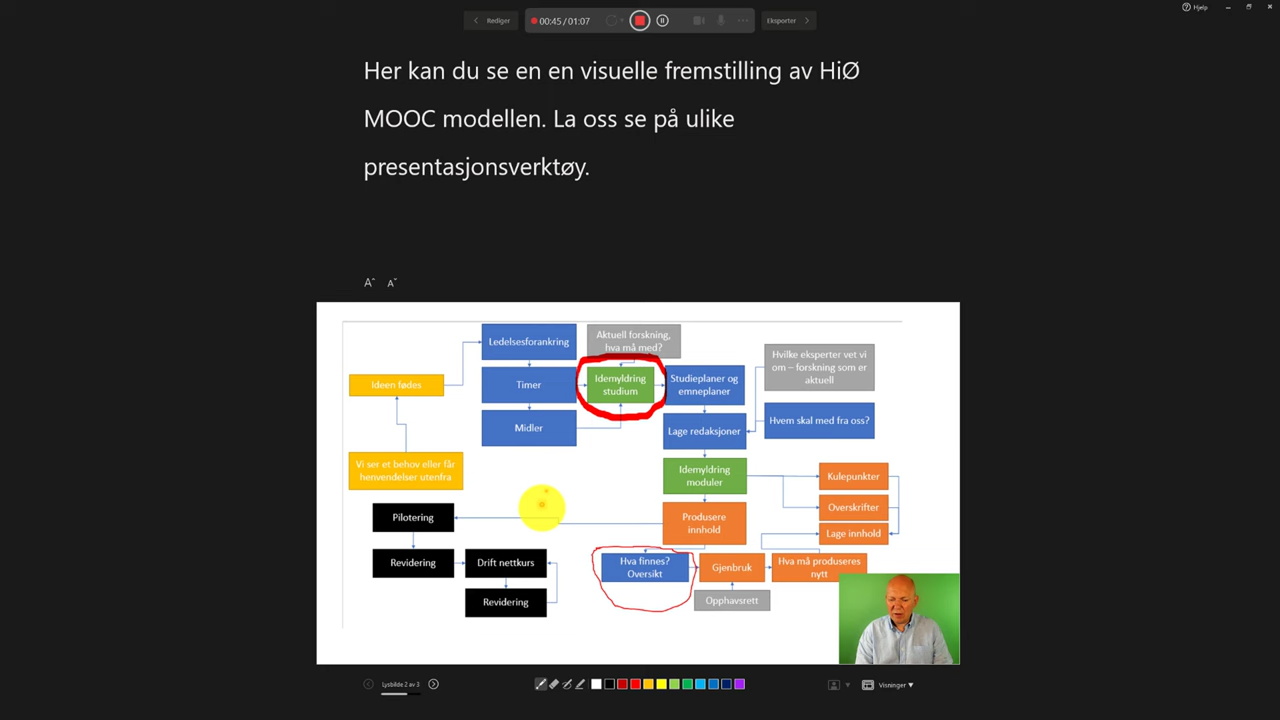 Rediger
00:45 / 01:07
Eksporter
Hjelp
Her kan du se en en visuelle fremstilling av HiØ
MOOC modellen. La oss se på ulike
presentasjonsverktøy.
A A
Ledelsesforankring
Aktuell forskning,
hva må med?
Ideen fødes
Timer
Idemyldring
studium
Studieplaner og
emneplaner
Hvilke eksperter vet vi
om – forskning som er
aktuell
Midler
Lage redaksjoner
Hvem skal med fra oss?
Vi ser et behov eller får
henvendelser utenfra
Idemyldring
moduler
Kulepunkter
Overskrifter
Pilotering
Produsere
innhold
Lage innhold
Revidering
Drift nettkurs
Hva finnes?
Oversikt
Gjenbruk
Hva må produseres
nytt
Revidering
Opphavsrett
Lysbilde 2 av 3
Visninger